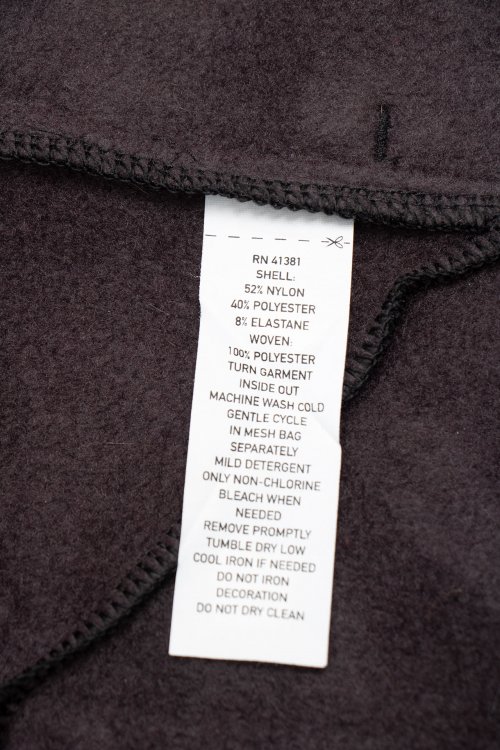 RN 41381
SHELL:
52% NYLON
40% POLYESTER
8% ELASTANE
WOVEN:
100% POLYESTER
TURN GARMENT
INSIDE OUT
MACHINE WASH COLD
GENTLE CYCLE
IN MESH BAG
SEPARATELY
MILD DETERGENT
ONLY NON-CHLORINE
BLEACH WHEN
NEEDED
REMOVE PROMPTLY
TUMBLE DRY LOW
COOL IRON IF NEEDED
DO NOT IRON
DECORATION
DO NOT DRY CLEAN